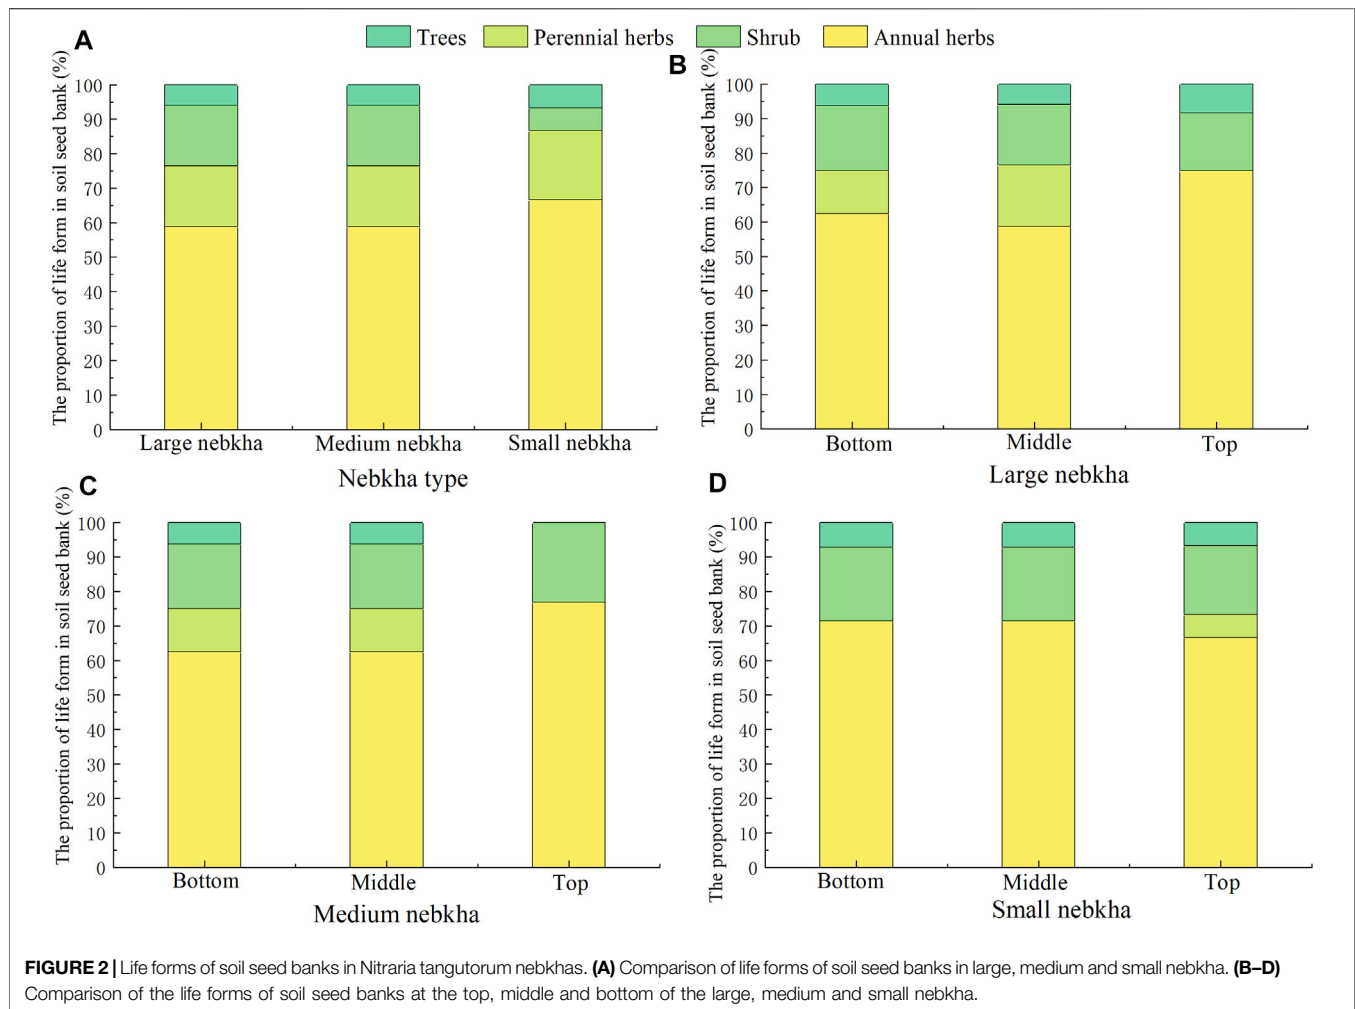 A
Trees
Perennial herbs
Shrub
Annual herbs
The proportion of life form in soil seed bank (%)
100
90
80
70
60
50
40
30
20
10
0
Large nebkha
Medium nebkha
Small nebkha
Nebkha type
B
The proportion of life form in soil seed bank (%)
100
90
80
70
60
50
40
30
20
10
0
Bottom
Middle
Top
Large nebkha
C
The proportion of life form in soil seed bank (%)
100
90
80
70
60
50
40
30
20
10
0
Bottom
Middle
Top
Medium nebkha
D
The proportion of life form in soil seed bank (%)
100
90
80
70
60
50
40
30
20
10
0
Bottom
Middle
Top
Small nebkha
FIGURE 2 | Life forms of soil seed banks in Nitraria tangutorum nebkhas. (A) Comparison of life forms of soil seed banks in large, medium and small nebkha. (B–D)
Comparison of the life forms of soil seed banks at the top, middle and bottom of the large, medium and small nebkha.